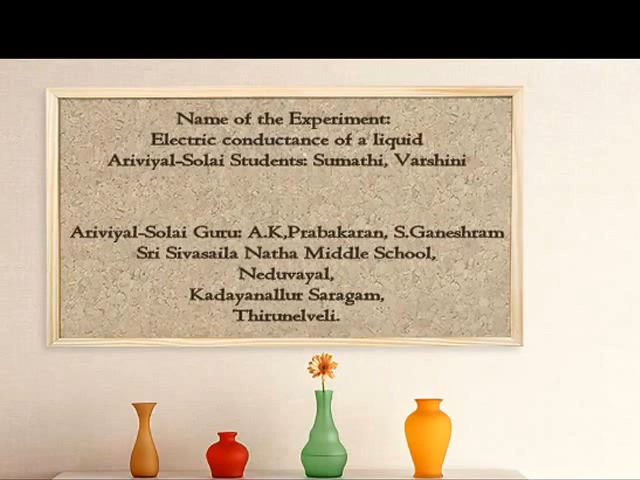 Name of the Experiment:
Electric conductance of a liquid
Ariviyal-Solai Students: Sumathi, Varshini
Ariviyal-Solai Guru: A.K,Prabakaran, S.Ganeshram
Sri Sivasaila Natha Middle School,
Neduvayal,
Kadayanallur Saragam,
Thirunelveli.